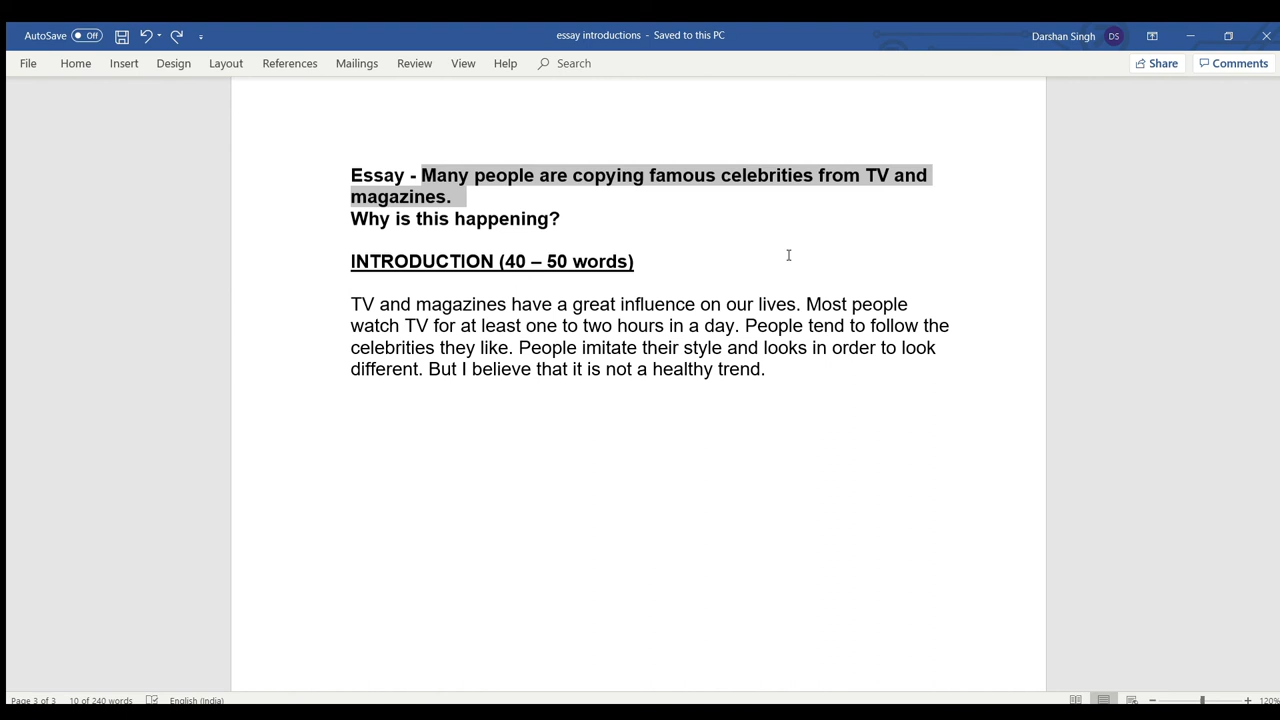 AutoSave Off essay introductions - Saved to this PC Darshan Singh DS
File Home Insert Design Layout References Mailings Review View Help Search Share Comments
Essay - Many people are copying famous celebrities from TV and
magazines.
Why is this happening?
INTRODUCTION (40 – 50 words)
TV and magazines have a great influence on our lives. Most people
watch TV for at least one to two hours in a day. People tend to follow the
celebrities they like. People imitate their style and looks in order to look
different. But I believe that it is not a healthy trend.
Page 3 of 3 10 of 240 words English (India) 120%